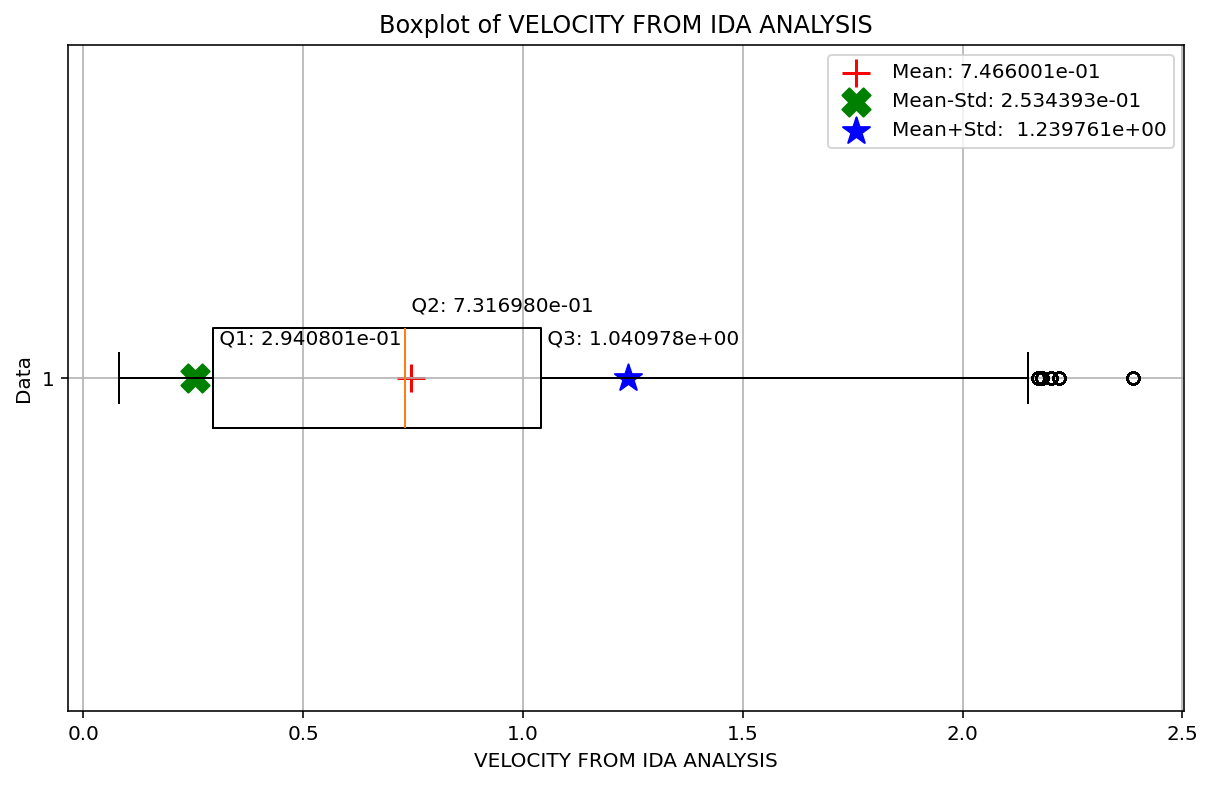 Boxplot of VELOCITY FROM IDA ANALYSIS
Mean: 7.466001e-01
Mean-Std: 2.534393e-01
Mean+Std:  1.239761e+00
Q2: 7.316980e-01
Q1: 2.940801e-01
Q3: 1.040978e+00
Data
1
0.0
0.5
1.0
1.5
2.0
2.5
VELOCITY FROM IDA ANALYSIS